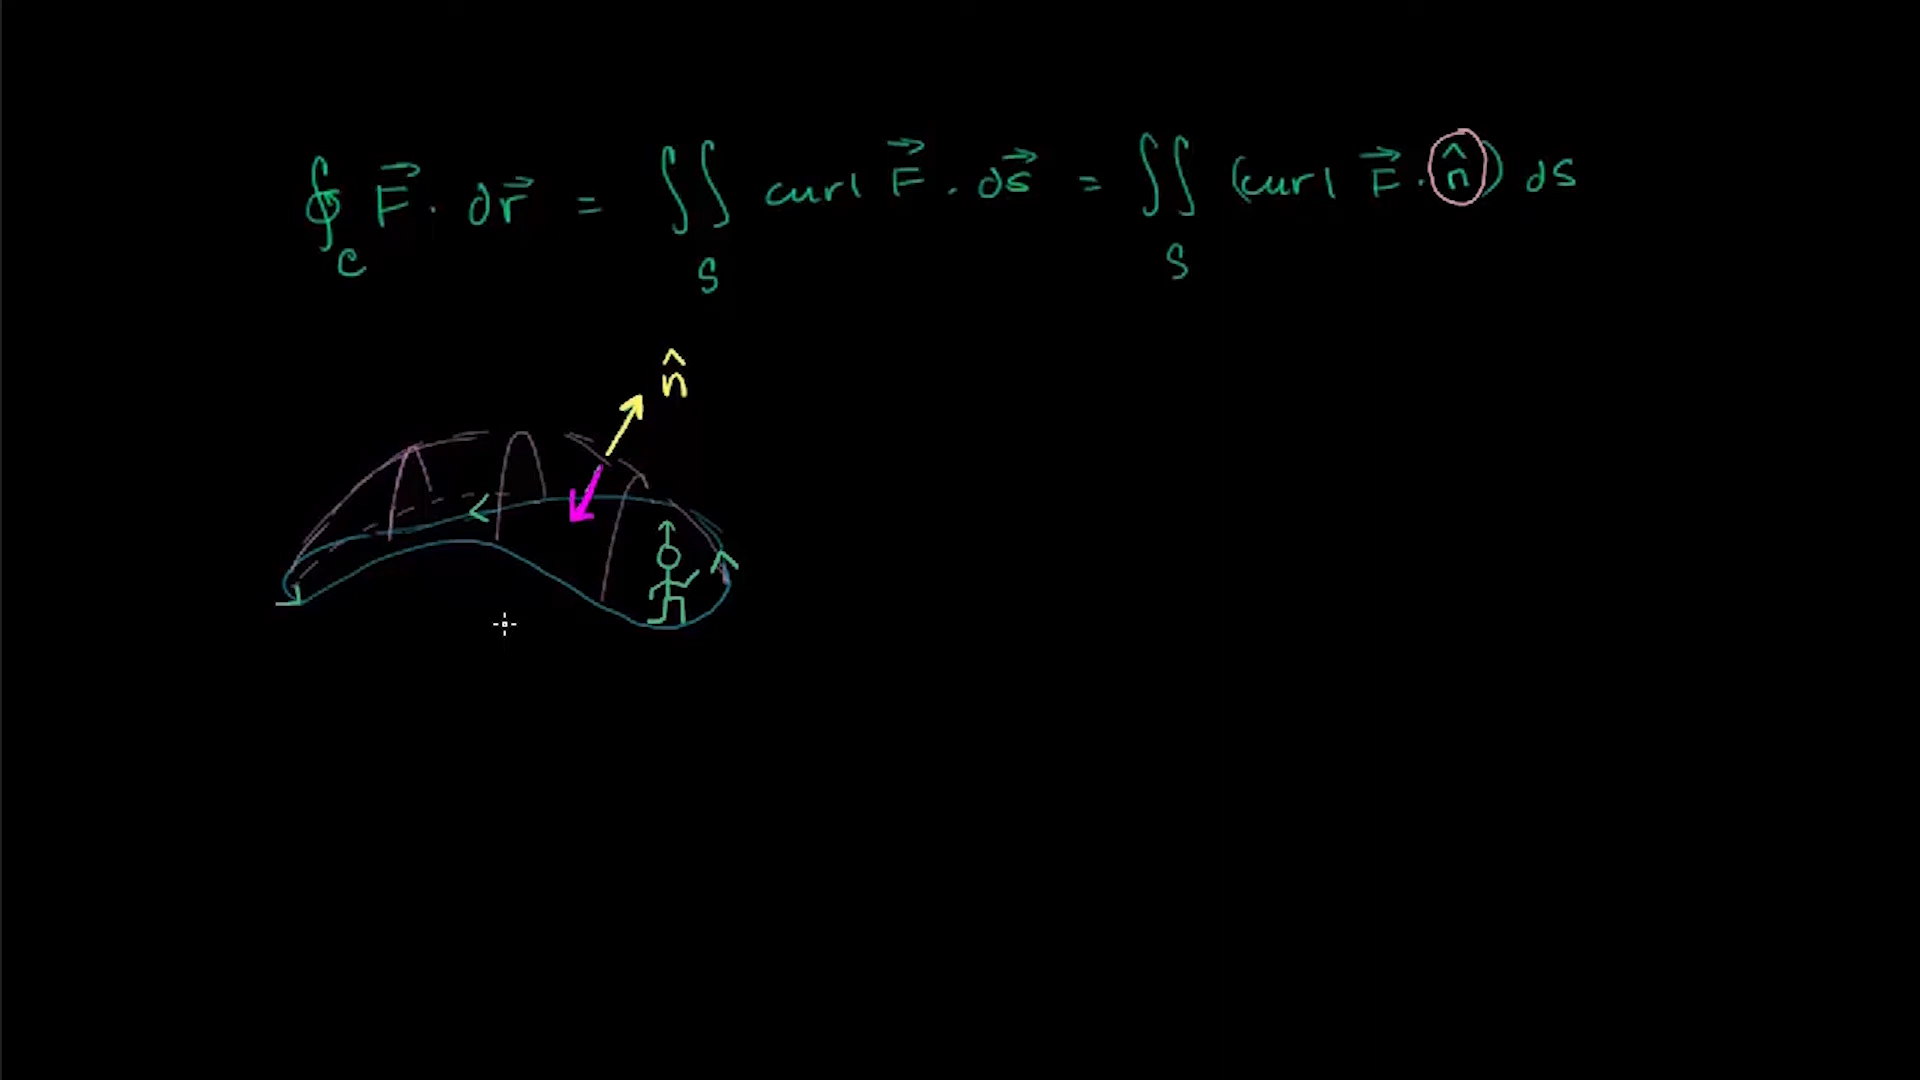 ∮_C F⃗ · dr⃗ = ∬_S curl F⃗ · ds⃗ = ∬_S (curl F⃗ · n̂) ds
n̂